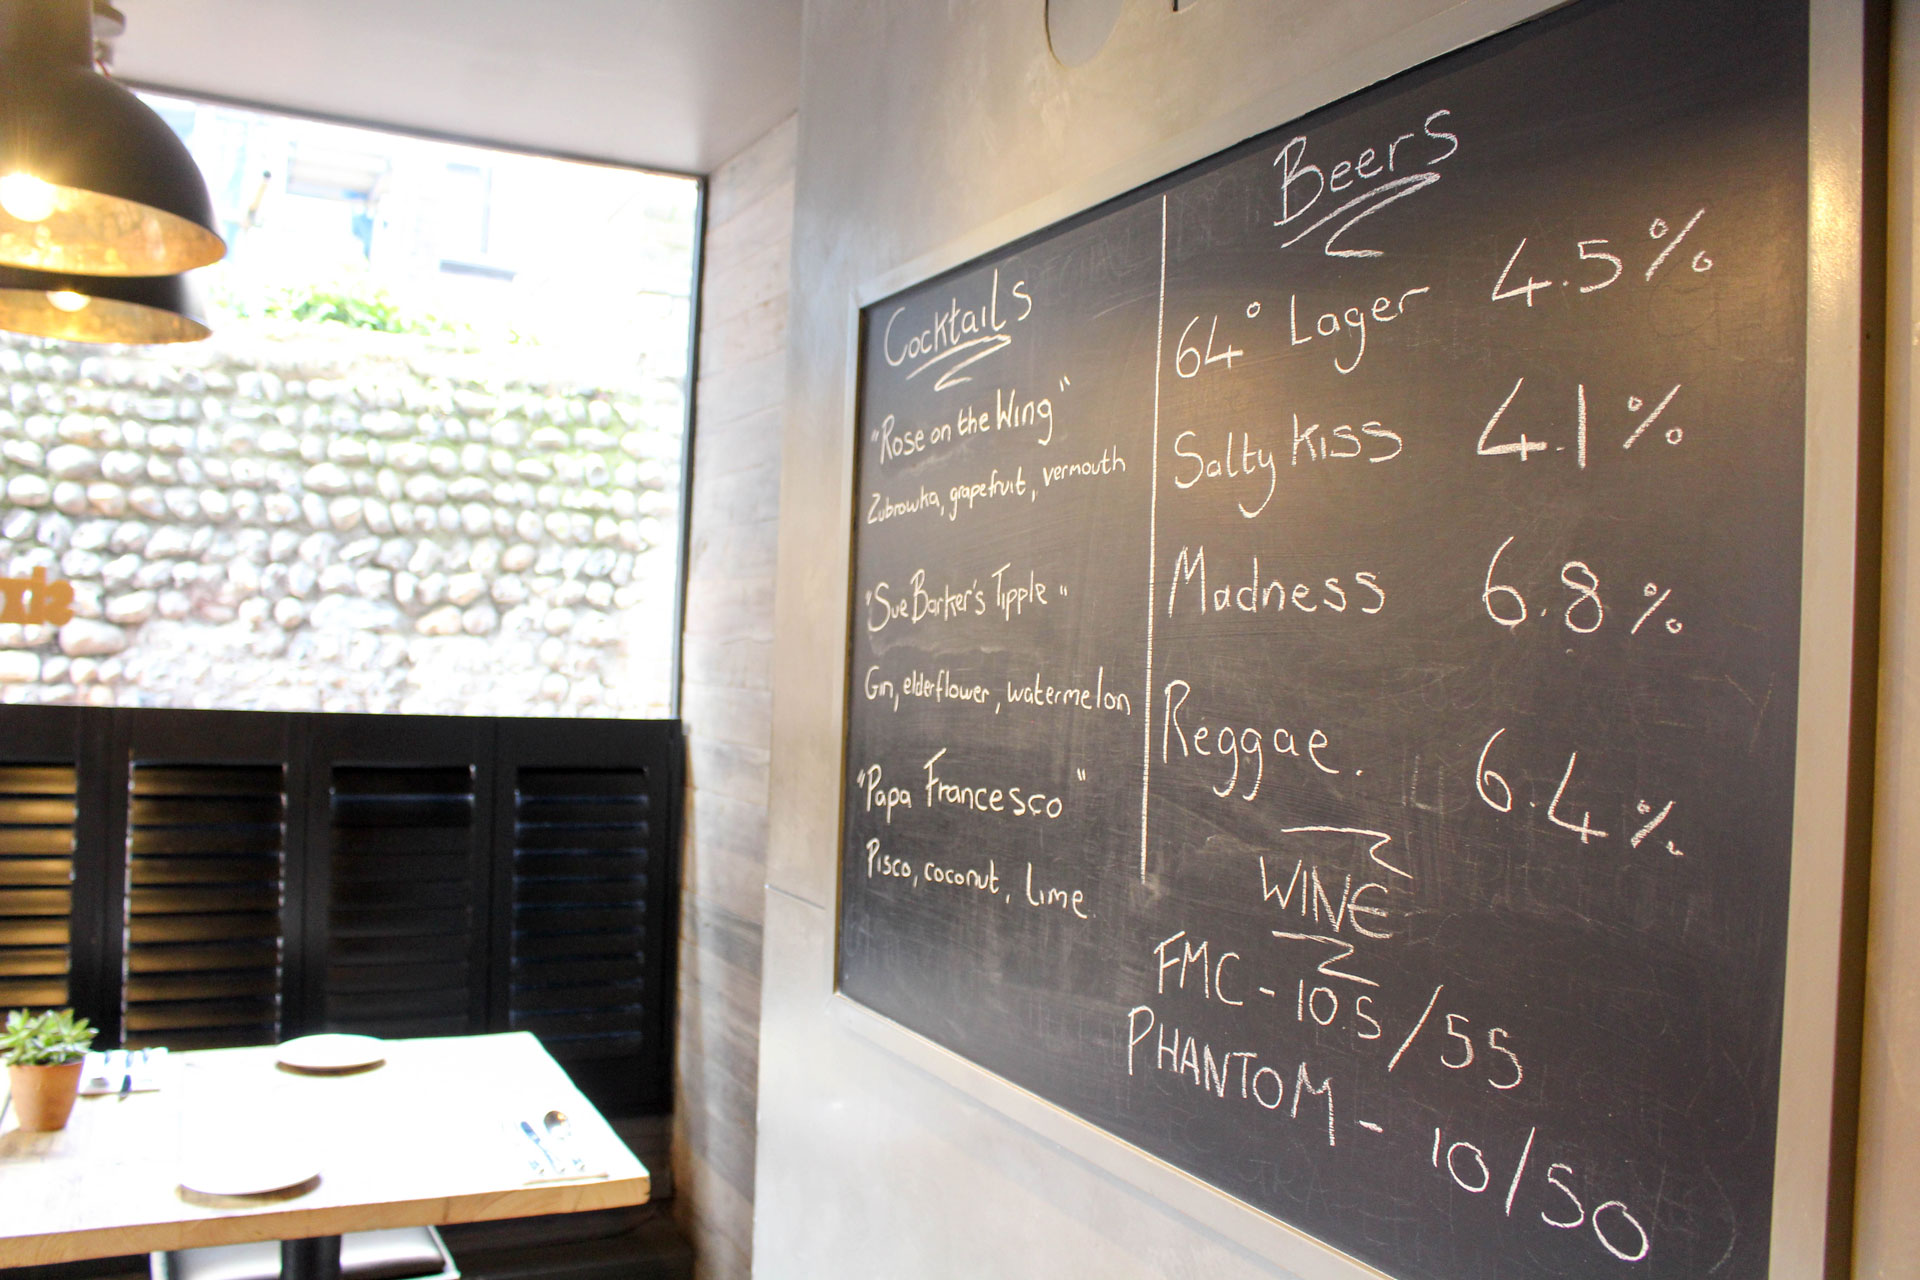 Cocktails
"Rose on the Wing"
Zubrowka, grapefruit, vermouth
"Sue Barker's Tipple"
Gin, elderflower, watermelon
"Papa Francesco"
Pisco, coconut, lime.
Beers
64° Lager 4.5%
Salty Kiss 4.1%
Madness 6.8%
Reggae. 6.4%
WINE
FMC - 10.5/55
PHANTOM - 10/50